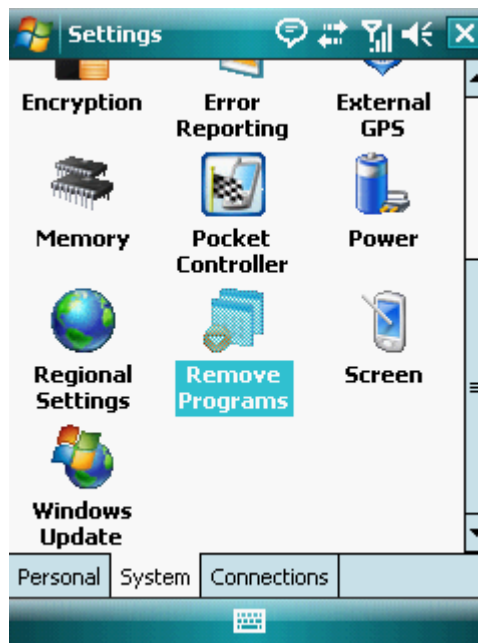 Settings
Encryption
Error
Reporting
External
GPS
Memory
Pocket
Controller
Power
Regional
Settings
Remove
Programs
Screen
Windows
Update
Personal System Connections